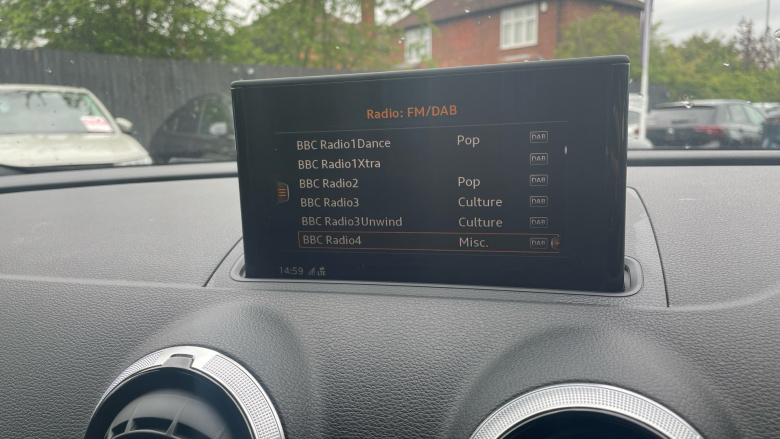 Radio: FM/DAB
BBC Radio1Dance Pop DAB
BBC Radio1Xtra DAB
BBC Radio2 Pop DAB
BBC Radio3 Culture DAB
BBC Radio3Unwind Culture DAB
BBC Radio4 Misc. DAB
14:59 LTE